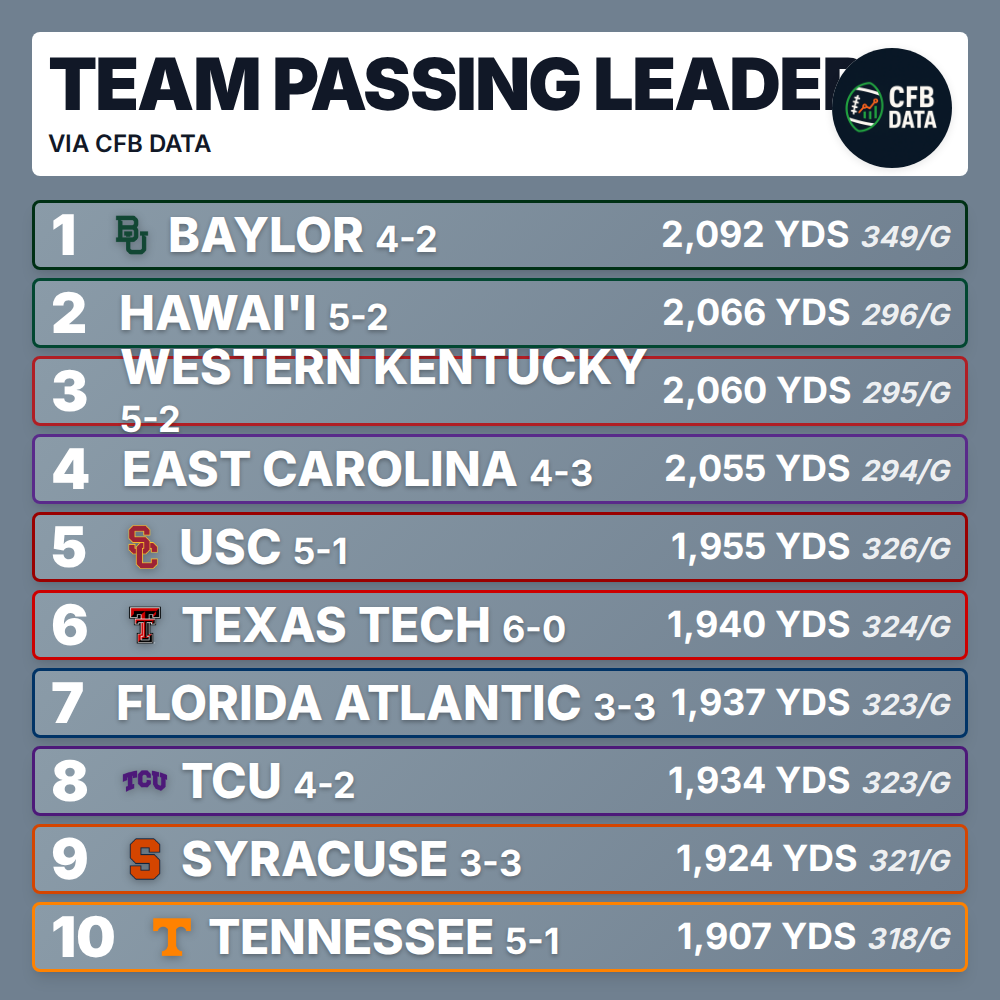 TEAM PASSING LEADER
VIA CFB DATA
CFB
DATA
1 BU BAYLOR 4-2 2,092 YDS 349/G
2 HAWAI'I 5-2 2,066 YDS 296/G
3 WESTERN KENTUCKY 5-2 2,060 YDS 295/G
4 EAST CAROLINA 4-3 2,055 YDS 294/G
5 SC USC 5-1 1,955 YDS 326/G
6 T TEXAS TECH 6-0 1,940 YDS 324/G
7 FLORIDA ATLANTIC 3-3 1,937 YDS 323/G
8 TCU TCU 4-2 1,934 YDS 323/G
9 S SYRACUSE 3-3 1,924 YDS 321/G
10 T TENNESSEE 5-1 1,907 YDS 318/G